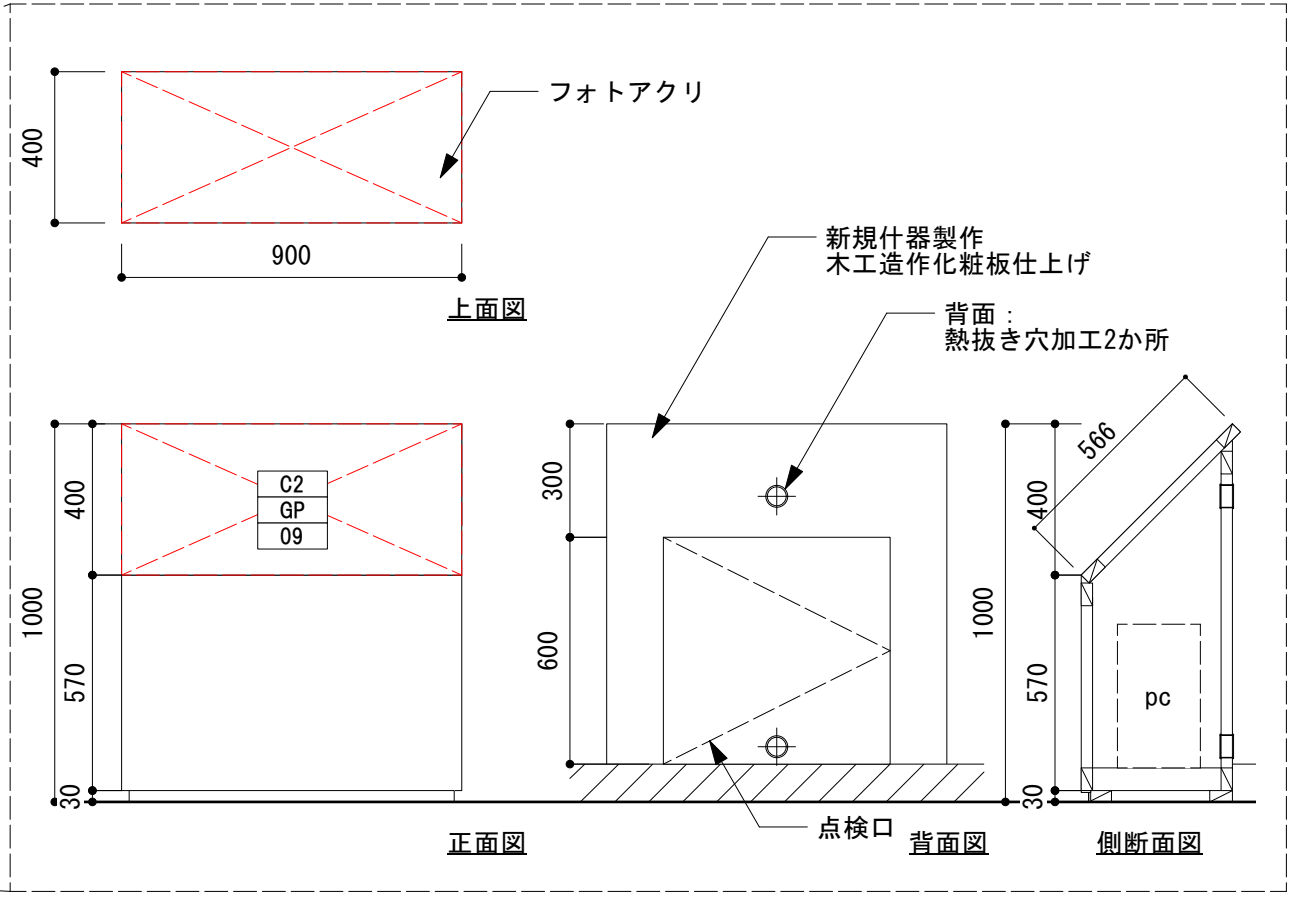 400
フォトアクリ
900
上面図
新規什器製作
木工造作化粧板仕上げ
背面：
熱抜き穴加工2か所
1000
400
570
30
C2
GP
09
正面図
300
600
点検口
背面図
1000
566
400
570
30
pc
側断面図